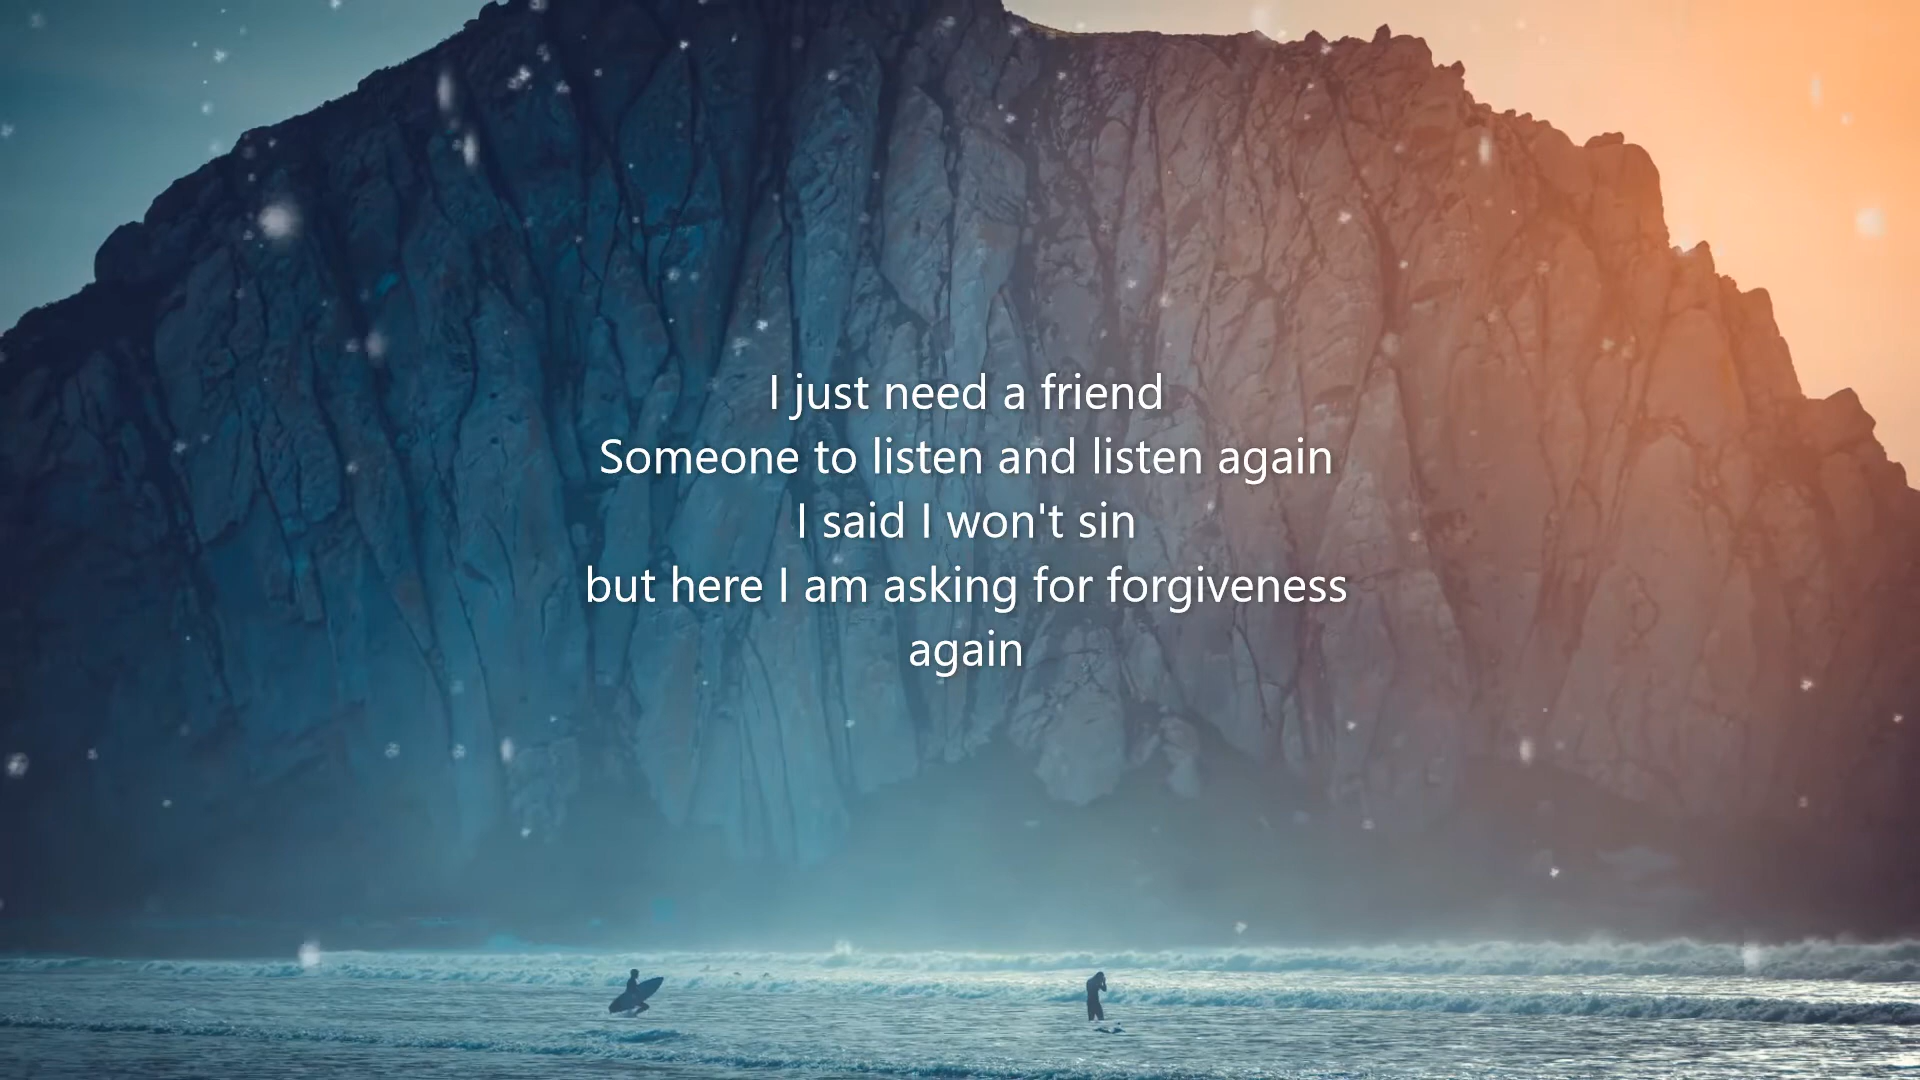 I just need a friend
Someone to listen and listen again
I said I won't sin
but here I am asking for forgiveness
again